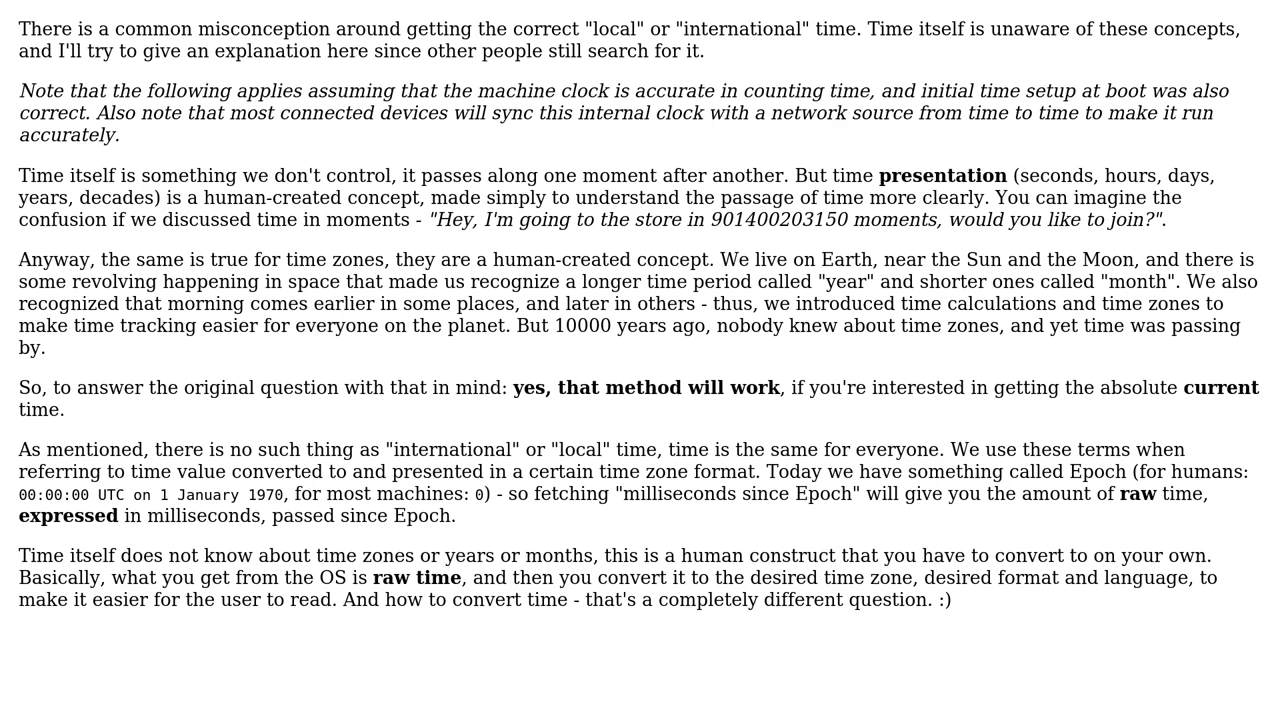 There is a common misconception around getting the correct "local" or "international" time. Time itself is unaware of these concepts,
and I'll try to give an explanation here since other people still search for it.
Note that the following applies assuming that the machine clock is accurate in counting time, and initial time setup at boot was also
correct. Also note that most connected devices will sync this internal clock with a network source from time to time to make it run
accurately.
Time itself is something we don't control, it passes along one moment after another. But time presentation (seconds, hours, days,
years, decades) is a human-created concept, made simply to understand the passage of time more clearly. You can imagine the
confusion if we discussed time in moments - "Hey, I'm going to the store in 901400203150 moments, would you like to join?".
Anyway, the same is true for time zones, they are a human-created concept. We live on Earth, near the Sun and the Moon, and there is
some revolving happening in space that made us recognize a longer time period called "year" and shorter ones called "month". We also
recognized that morning comes earlier in some places, and later in others - thus, we introduced time calculations and time zones to
make time tracking easier for everyone on the planet. But 10000 years ago, nobody knew about time zones, and yet time was passing
by.
So, to answer the original question with that in mind: yes, that method will work, if you're interested in getting the absolute current
time.
As mentioned, there is no such thing as "international" or "local" time, time is the same for everyone. We use these terms when
referring to time value converted to and presented in a certain time zone format. Today we have something called Epoch (for humans:
00:00:00 UTC on 1 January 1970, for most machines: 0) - so fetching "milliseconds since Epoch" will give you the amount of raw time,
expressed in milliseconds, passed since Epoch.
Time itself does not know about time zones or years or months, this is a human construct that you have to convert to on your own.
Basically, what you get from the OS is raw time, and then you convert it to the desired time zone, desired format and language, to
make it easier for the user to read. And how to convert time - that's a completely different question. :)